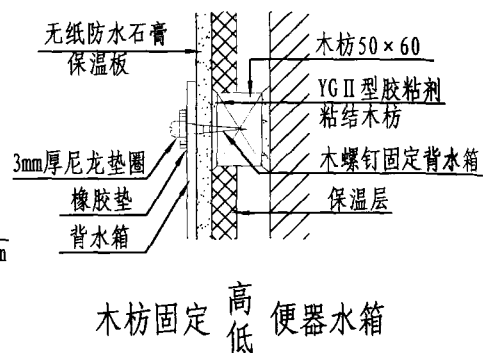 无纸防水石膏
保温板
3mm厚尼龙垫圈
橡胶垫
背水箱
木枋50×60
YGⅡ型胶粘剂
粘结木枋
木螺钉固定背水箱
保温层
m
木枋固定 高 便器水箱
低